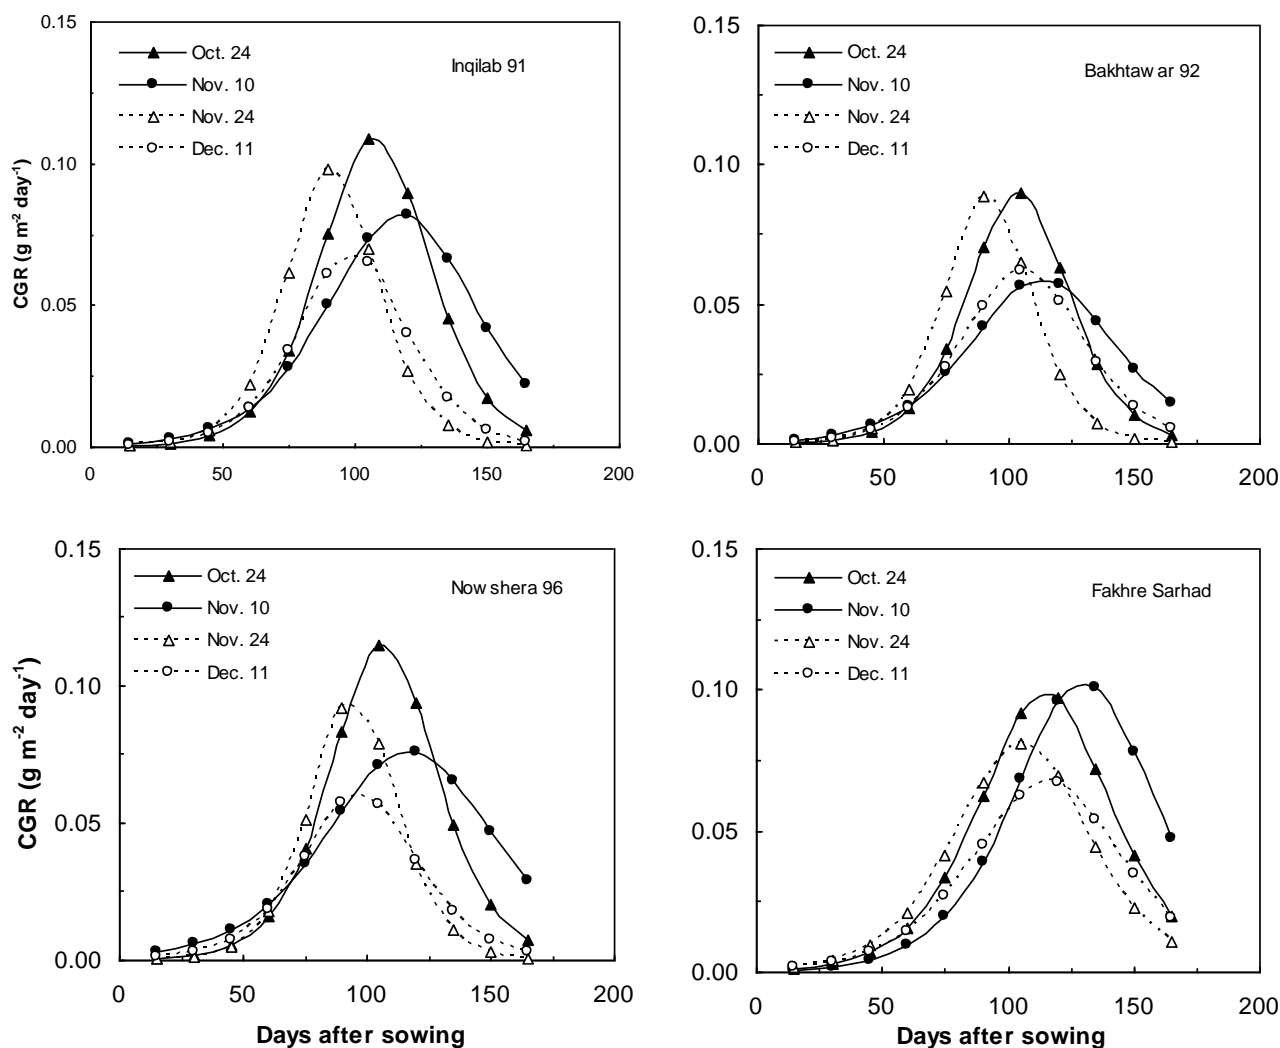 0.15
Oct. 24
Nov. 10
Nov. 24
Dec. 11
Inqilab 91
0.10
0.05
0.00
CGR (g m⁻² day⁻¹)
0 50 100 150 200
0.15
Oct. 24
Nov. 10
Nov. 24
Dec. 11
Bakhtaw ar 92
0.10
0.05
0.00
0 50 100 150 200
0.15
Oct. 24
Nov. 10
Nov. 24
Dec. 11
Now shera 96
0.10
0.05
0.00
CGR (g m⁻² day⁻¹)
0 50 100 150 200
Days after sowing
0.15
Oct. 24
Nov. 10
Nov. 24
Dec. 11
Fakhre Sarhad
0.10
0.05
0.00
0 50 100 150 200
Days after sowing